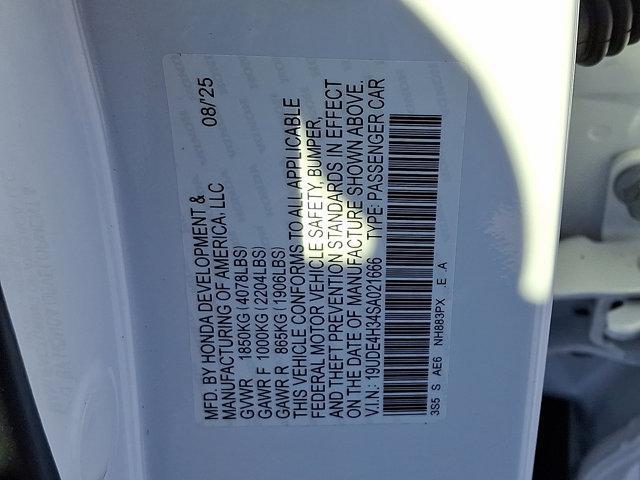 MFD. BY HONDA DEVELOPMENT & 08/'25
MANUFACTURING OF AMERICA, LLC
GVWR 1850KG (4078LBS)
GAWR F 1000KG (2204LBS)
GAWR R 865KG (1906LBS)
THIS VEHICLE CONFORMS TO ALL APPLICABLE
FEDERAL MOTOR VEHICLE SAFETY, BUMPER,
AND THEFT PREVENTION STANDARDS IN EFFECT
ON THE DATE OF MANUFACTURE SHOWN ABOVE.
V.I.N.: 19UDE4H34SA021666 TYPE: PASSENGER CAR
3S5 S AE6 NH883PX E A